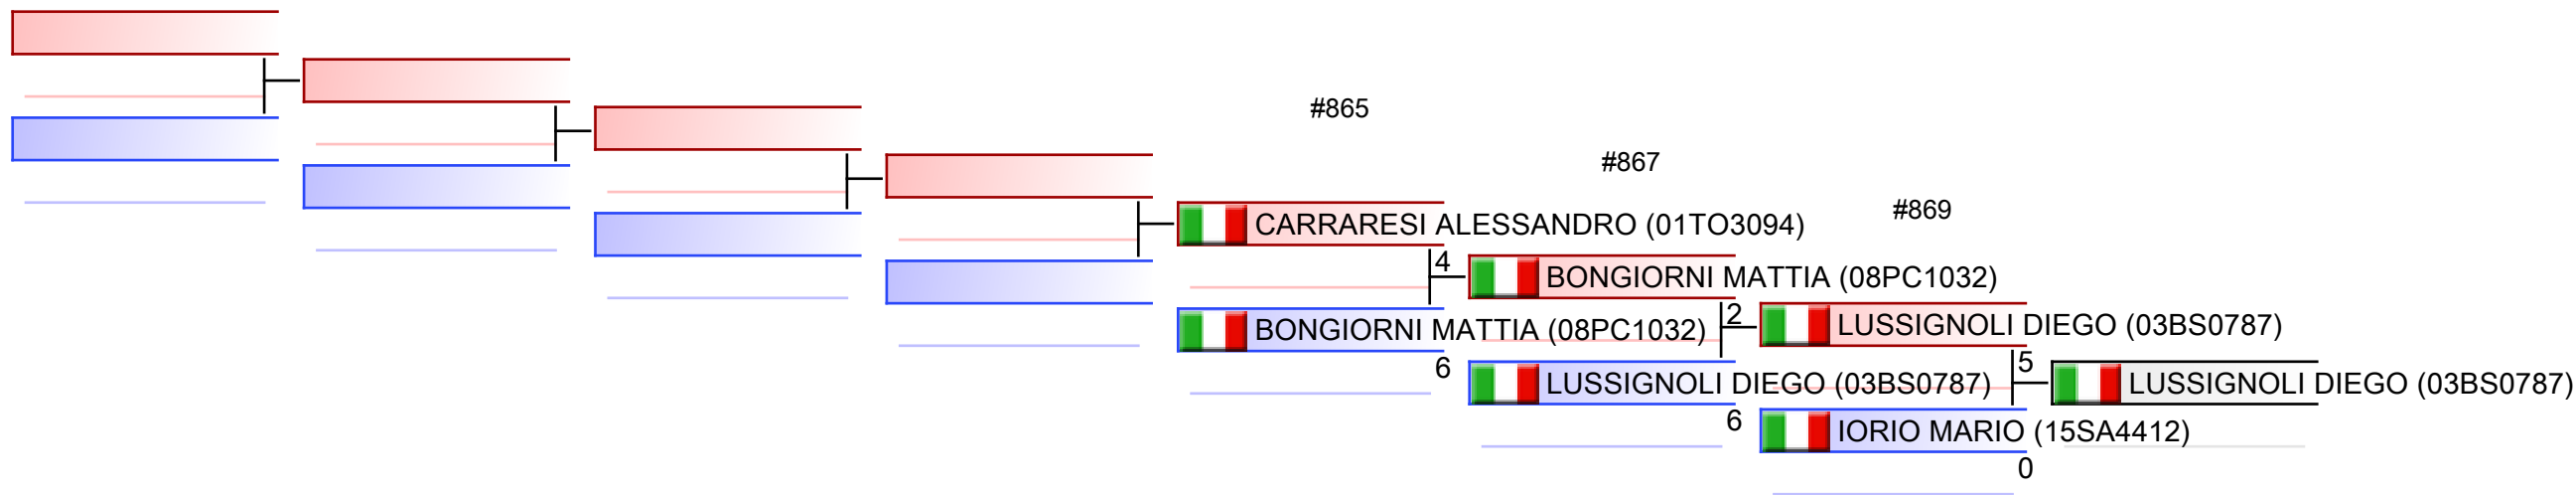 #865
#867
#869
CARRARESI ALESSANDRO (01TO3094)
4
BONGIORNI MATTIA (08PC1032)
BONGIORNI MATTIA (08PC1032)
6
2
LUSSIGNOLI DIEGO (03BS0787)
LUSSIGNOLI DIEGO (03BS0787)
6
5
LUSSIGNOLI DIEGO (03BS0787)
IORIO MARIO (15SA4412)
0